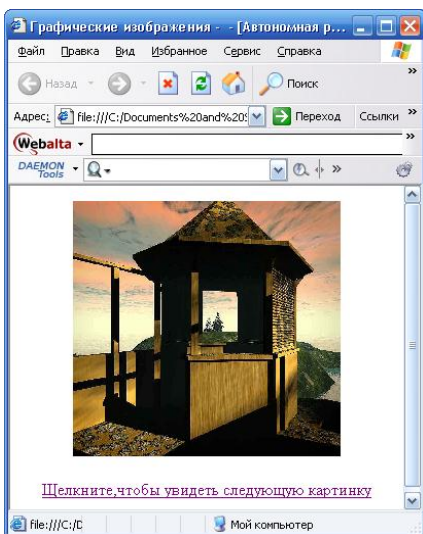 Графические изображения - - [Автономная р...
Файл Правка Вид Избранное Сервис Справка
Назад Поиск »
Адрес: file:///C:/Documents%20and%20S Переход Ссылки »
Webalta »
DAEMON Tools »
Щелкните,чтобы увидеть следующую картинку
file:///C:/D Мой компьютер